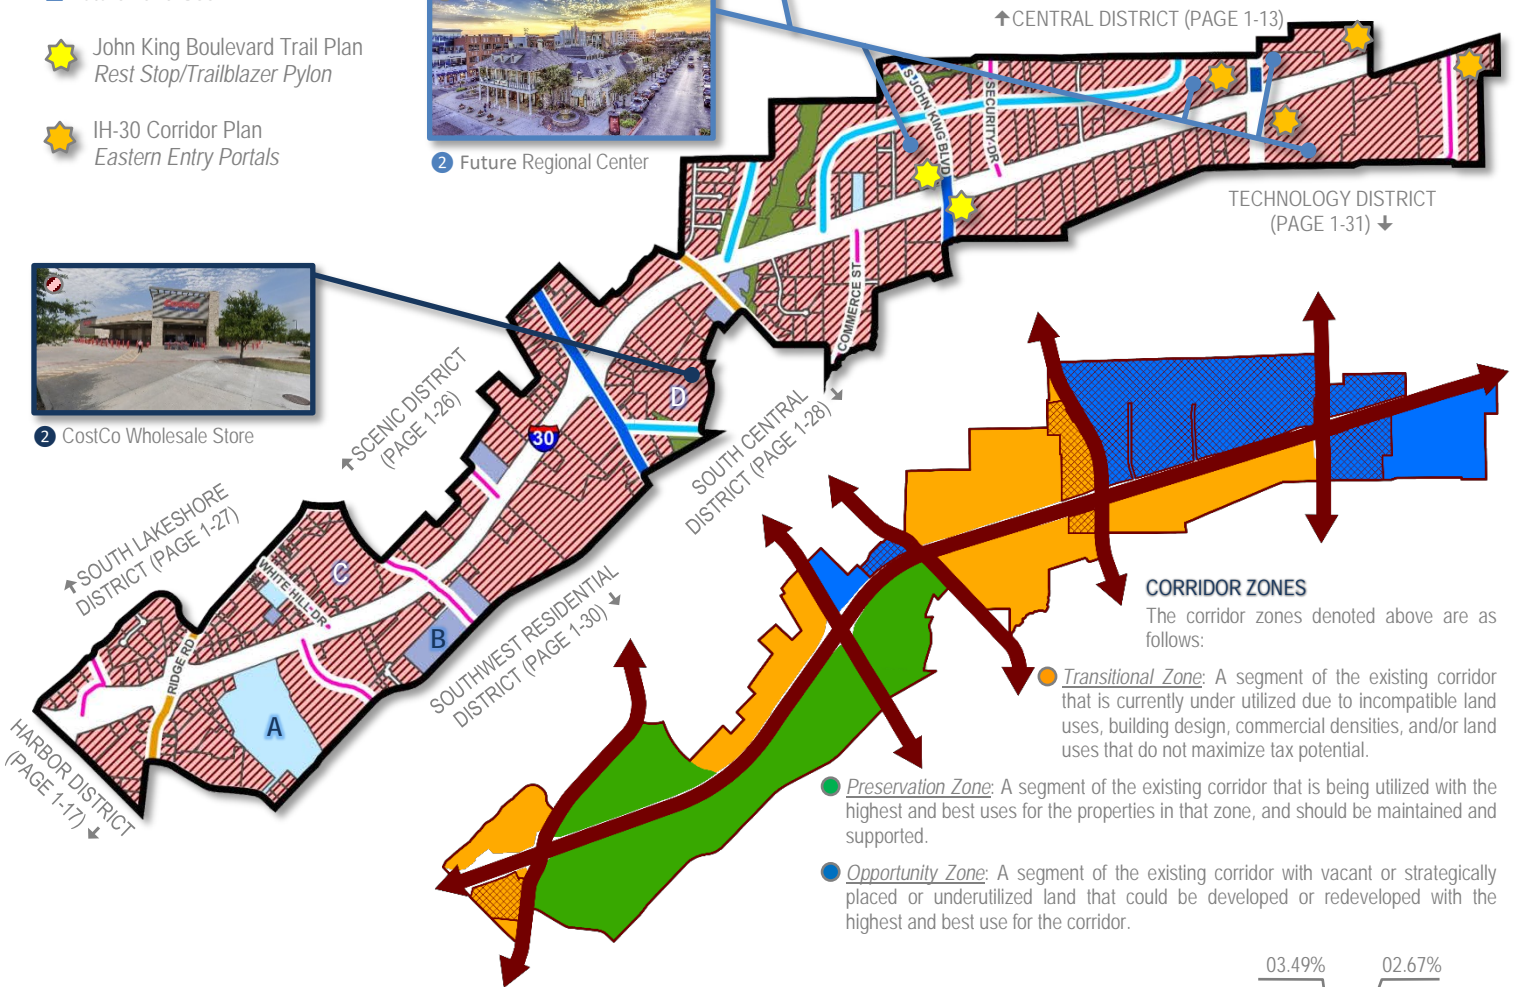 John King Boulevard Trail Plan
Rest Stop/Trailblazer Pylon
IH-30 Corridor Plan
Eastern Entry Portals
2 Future Regional Center
CENTRAL DISTRICT (PAGE 1-13)
S JOHN KING BLVD
SECURITY DR
COMMERCE ST
TECHNOLOGY DISTRICT
(PAGE 1-31)
2 CostCo Wholesale Store
SCENIC DISTRICT
(PAGE 1-26)
30
D
SOUTH CENTRAL
DISTRICT (PAGE 1-28)
SOUTH LAKESHORE
DISTRICT (PAGE 1-27)
WHITE HILL DR
C
B
SOUTHWEST RESIDENTIAL
DISTRICT (PAGE 1-30)
RIDGE RD
A
HARBOR DISTRICT
(PAGE 1-17)
CORRIDOR ZONES
The corridor zones denoted above are as
follows:
Transitional Zone: A segment of the existing corridor
that is currently under utilized due to incompatible land
uses, building design, commercial densities, and/or land
uses that do not maximize tax potential.
Preservation Zone: A segment of the existing corridor that is being utilized with the
highest and best uses for the properties in that zone, and should be maintained and
supported.
Opportunity Zone: A segment of the existing corridor with vacant or strategically
placed or underutilized land that could be developed or redeveloped with the
highest and best use for the corridor.
03.49%
02.67%